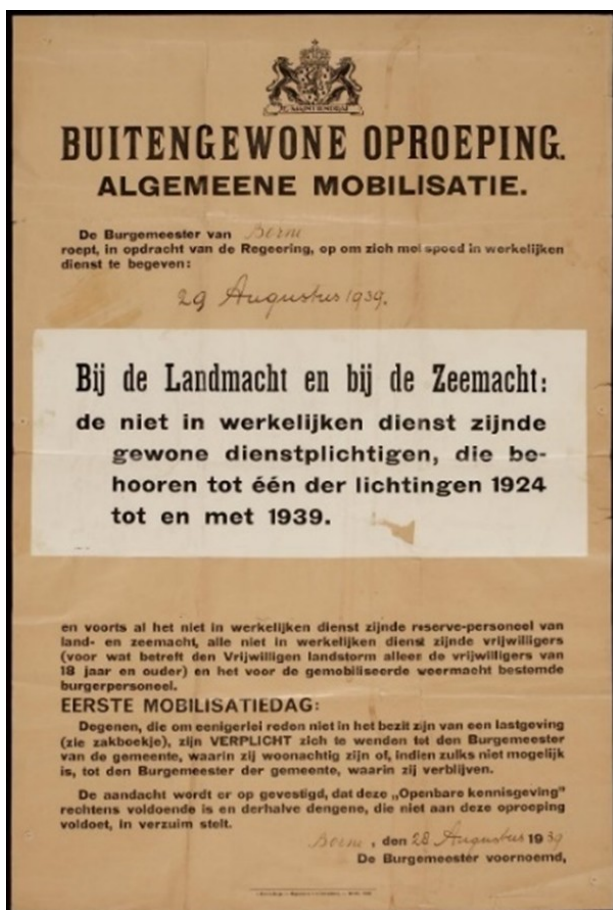 BUITENGEWONE OPROEPING.
ALGEMEENE MOBILISATIE.
De Burgemeester van Borne
roept, in opdracht van de Regeering, op om zich met spoed in werkelijken
dienst te begeven:
29 Augustus 1939.
Bij de Landmacht en bij de Zeemacht:
de niet in werkelijken dienst zijnde
gewone dienstplichtigen, die be-
hooren tot één der lichtingen 1924
tot en met 1939.
en voorts al het niet in werkelijken dienst zijnde reserve-personeel van
land- en zeemacht, alle niet in werkelijken dienst zijnde vrijwilligers
(voor wat betreft den Vrijwilligen landstorm alleen de vrijwilligers van
18 jaar en ouder) en het voor de gemobiliseerde weermacht bestemde
burgerpersoneel.
EERSTE MOBILISATIEDAG:
Degenen, die om eenigerlei reden niet in het bezit zijn van een lastgeving
(zie zakboekje), zijn VERPLICHT zich te wenden tot den Burgemeester
van de gemeente, waarin zij woonachtig zijn of, indien zulks niet mogelijk
is, tot den Burgemeester der gemeente, waarin zij verblijven.
De aandacht wordt er op gevestigd, dat deze „Openbare kennisgeving”
rechtens voldoende is en derhalve dengene, die niet aan deze oproeping
voldoet, in verzuim stelt.
Borne, den 28 Augustus 1939
De Burgemeester voornoemd,